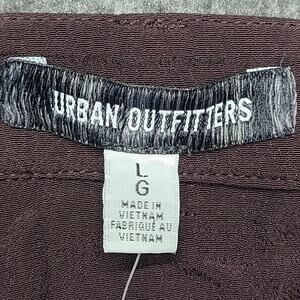 URBAN OUTFITTERS
L
G
MADE IN
VIETNAM
FABRIQUÉ AU
VIETNAM